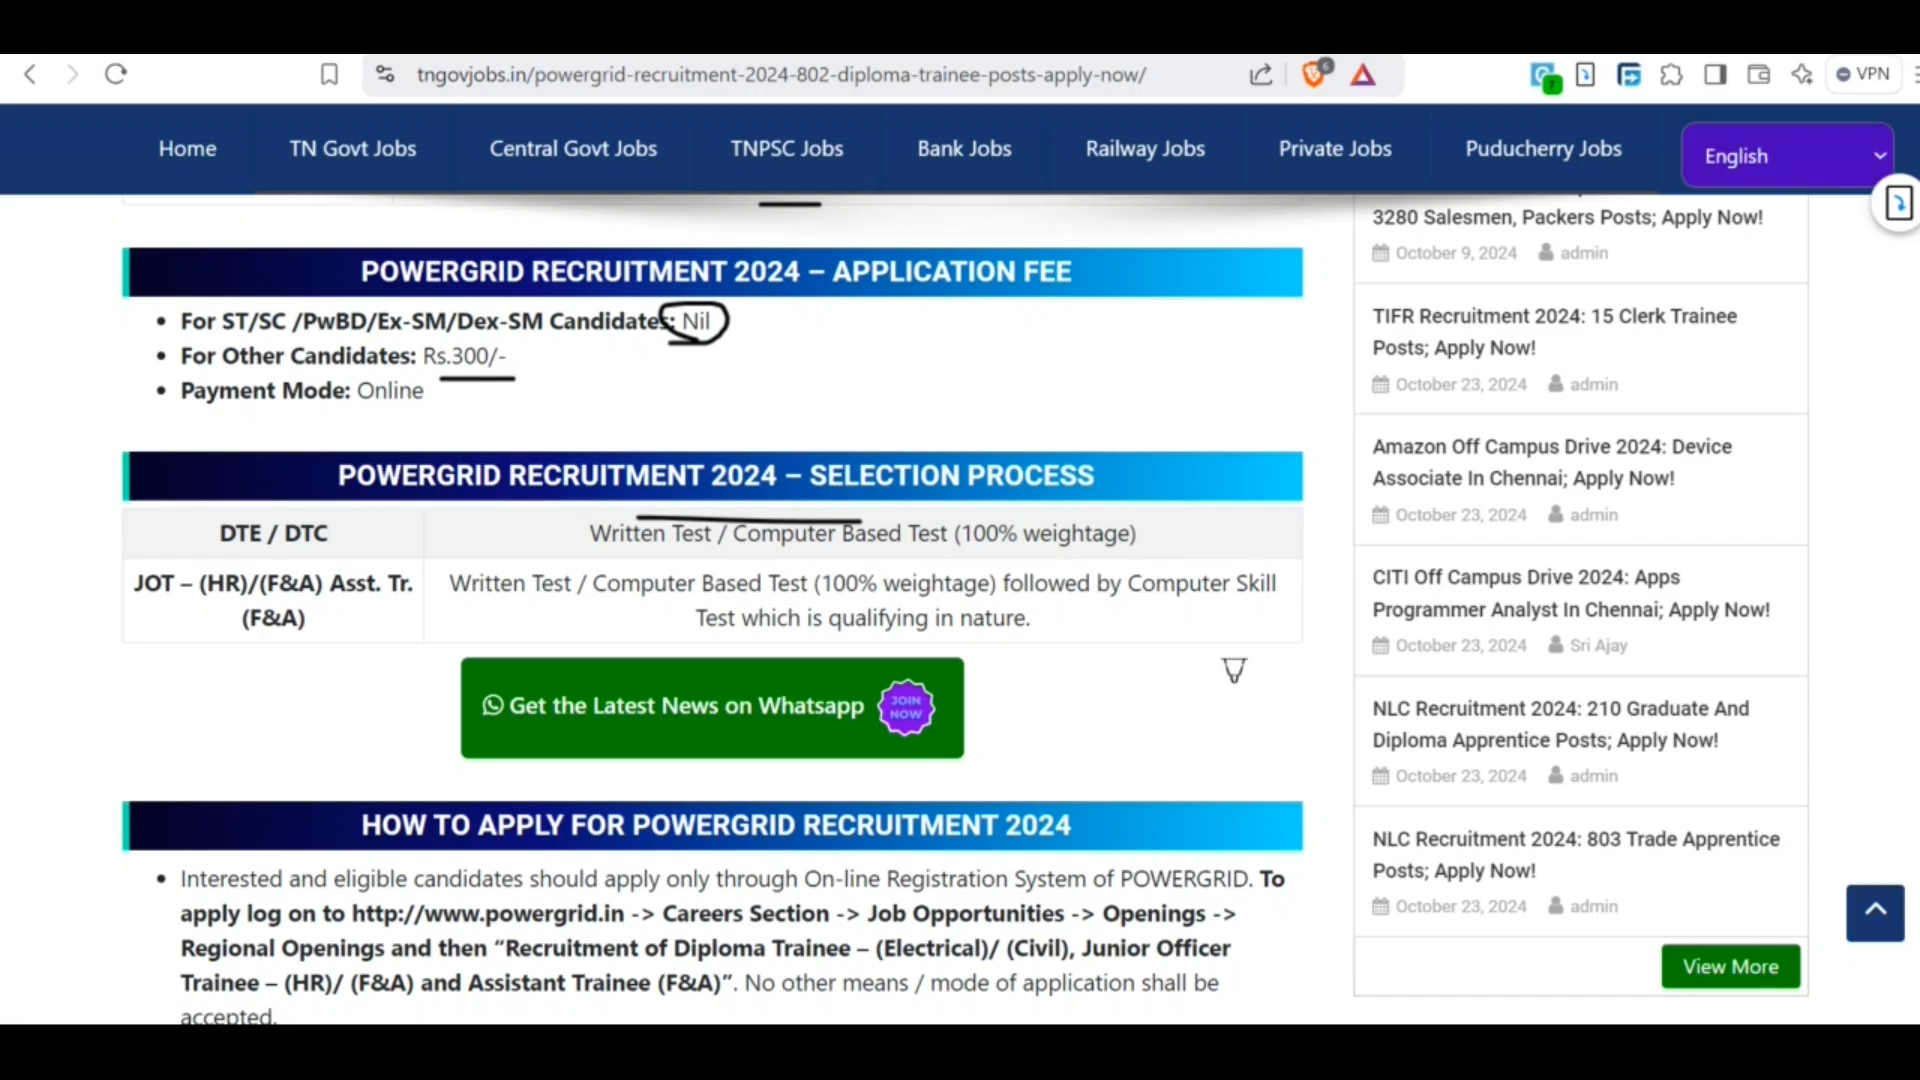 tngovjobs.in/powergrid-recruitment-2024-802-diploma-trainee-posts-apply-now/
6
7
VPN
Home
TN Govt Jobs
Central Govt Jobs
TNPSC Jobs
Bank Jobs
Railway Jobs
Private Jobs
Puducherry Jobs
English
POWERGRID RECRUITMENT 2024 – APPLICATION FEE
• For ST/SC /PwBD/Ex-SM/Dex-SM Candidates: Nil
• For Other Candidates: Rs.300/-
• Payment Mode: Online
POWERGRID RECRUITMENT 2024 – SELECTION PROCESS
DTE / DTC
Written Test / Computer Based Test (100% weightage)
JOT – (HR)/(F&A) Asst. Tr.
(F&A)
Written Test / Computer Based Test (100% weightage) followed by Computer Skill
Test which is qualifying in nature.
Get the Latest News on Whatsapp
JOIN
NOW
HOW TO APPLY FOR POWERGRID RECRUITMENT 2024
• Interested and eligible candidates should apply only through On-line Registration System of POWERGRID. To
apply log on to http://www.powergrid.in -> Careers Section -> Job Opportunities -> Openings ->
Regional Openings and then “Recruitment of Diploma Trainee – (Electrical)/ (Civil), Junior Officer
Trainee – (HR)/ (F&A) and Assistant Trainee (F&A)”. No other means / mode of application shall be
accepted.
3280 Salesmen, Packers Posts; Apply Now!
October 9, 2024 admin
TIFR Recruitment 2024: 15 Clerk Trainee
Posts; Apply Now!
October 23, 2024 admin
Amazon Off Campus Drive 2024: Device
Associate In Chennai; Apply Now!
October 23, 2024 admin
CITI Off Campus Drive 2024: Apps
Programmer Analyst In Chennai; Apply Now!
October 23, 2024 Sri Ajay
NLC Recruitment 2024: 210 Graduate And
Diploma Apprentice Posts; Apply Now!
October 23, 2024 admin
NLC Recruitment 2024: 803 Trade Apprentice
Posts; Apply Now!
October 23, 2024 admin
View More